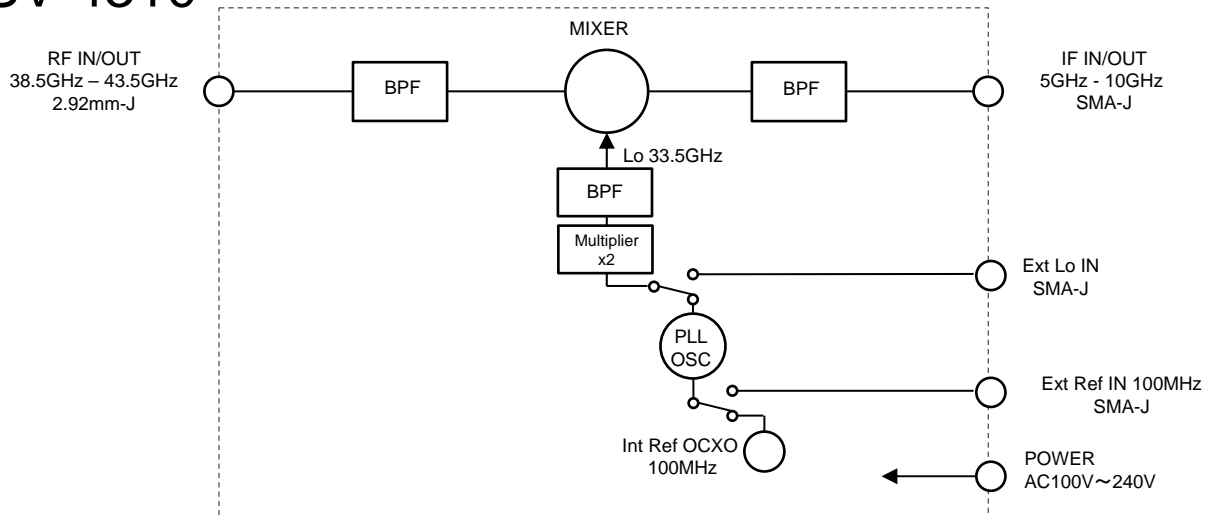 MIXER
RF IN/OUT
38.5GHz – 43.5GHz
2.92mm-J
BPF
BPF
IF IN/OUT
5GHz - 10GHz
SMA-J
Lo 33.5GHz
BPF
Multiplier
x2
Ext Lo IN
SMA-J
PLL
OSC
Ext Ref IN 100MHz
SMA-J
Int Ref OCXO
100MHz
POWER
AC100V～240V